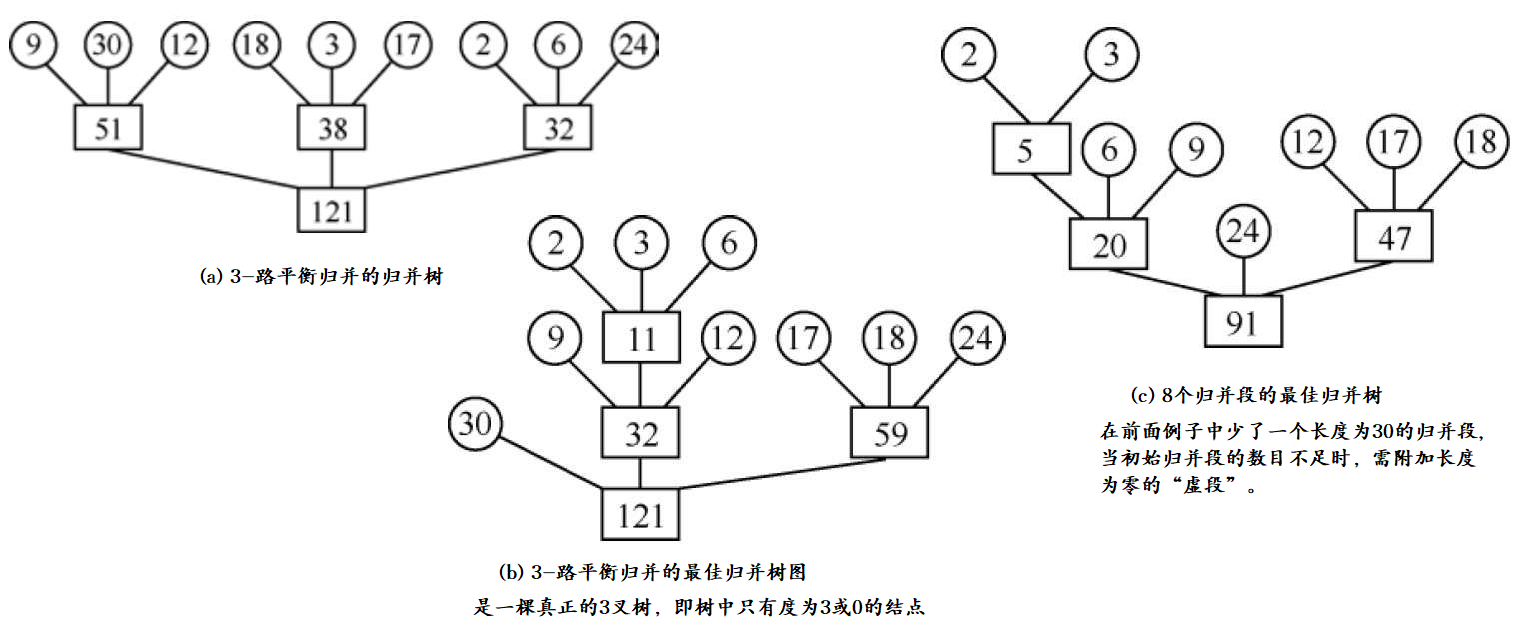 9 30 12 18 3 17 2 6 24
51 38 32
121
(a) 3-路平衡归并的归并树
2 3 6
9 11 12 17 18 24
30 32 59
121
(b) 3-路平衡归并的最佳归并树图
是一棵真正的3叉树，即树中只有度为3或0的结点
2 3
5 6 9 12 17 18
20 24 47
91
(c) 8个归并段的最佳归并树
在前面例子中少了一个长度为30的归并段，
当初始归并段的数目不足时，需附加长度
为零的“虚段”。